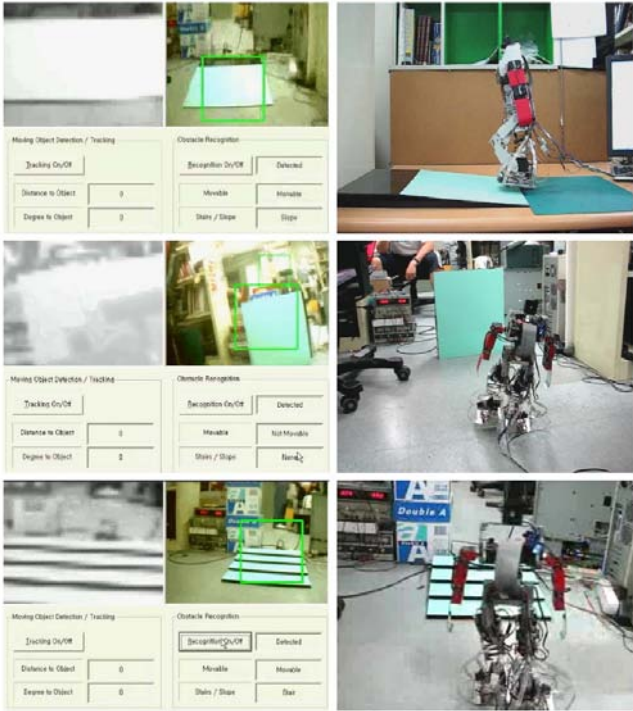 Moving Object Detection / Tracking
Obstacle Recognition
Tracking On/Off
Recognition On/Off
Detected
Distance to Object
0
Movable
Movable
Degree to Object
0
Stairs / Slope
Slope
Moving Object Detection / Tracking
Obstacle Recognition
Tracking On/Off
Recognition On/Off
Detected
Distance to Object
0
Movable
Not Movable
Degree to Object
0
Stairs / Slope
None
Double A
Moving Object Detection / Tracking
Obstacle Recognition
Tracking On/Off
Recognition On/Off
Detected
Distance to Object
0
Movable
Movable
Degree to Object
0
Stairs / Slope
Stair